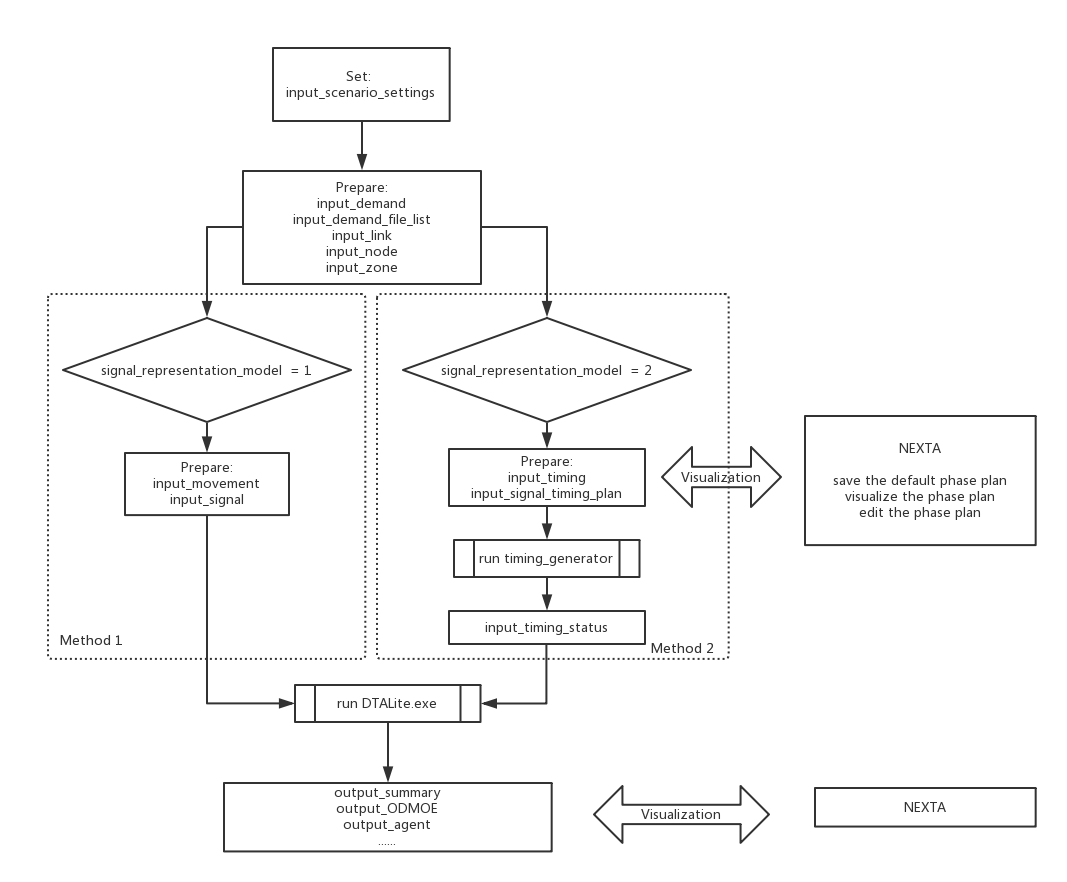 Set:
input_scenario_settings
Prepare:
input_demand
input_demand_file_list
input_link
input_node
input_zone
signal_representation_model = 1
Prepare:
input_movement
input_signal
Method 1
signal_representation_model = 2
Prepare:
input_timing
input_signal_timing_plan
run timing_generator
input_timing_status
Method 2
Visualization
NEXTA
save the default phase plan
visualize the phase plan
edit the phase plan
run DTALite.exe
output_summary
output_ODMOE
output_agent
......
Visualization
NEXTA